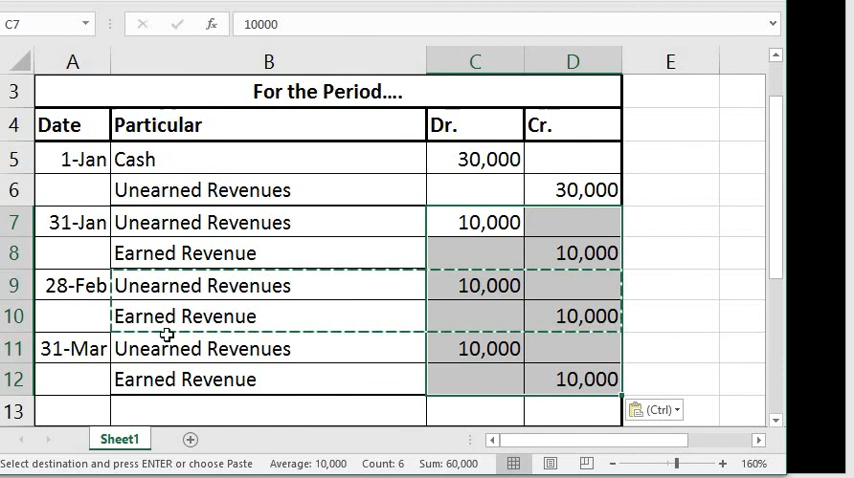 C7 fx 10000
A B C D E
3 For the Period....
4 Date Particular Dr. Cr.
5 1-Jan Cash 30,000
6 Unearned Revenues 30,000
7 31-Jan Unearned Revenues 10,000
8 Earned Revenue 10,000
9 28-Feb Unearned Revenues 10,000
10 Earned Revenue 10,000
11 31-Mar Unearned Revenues 10,000
12 Earned Revenue 10,000
13
(Ctrl)
Sheet1
Select destination and press ENTER or choose Paste Average: 10,000 Count: 6 Sum: 60,000 160%